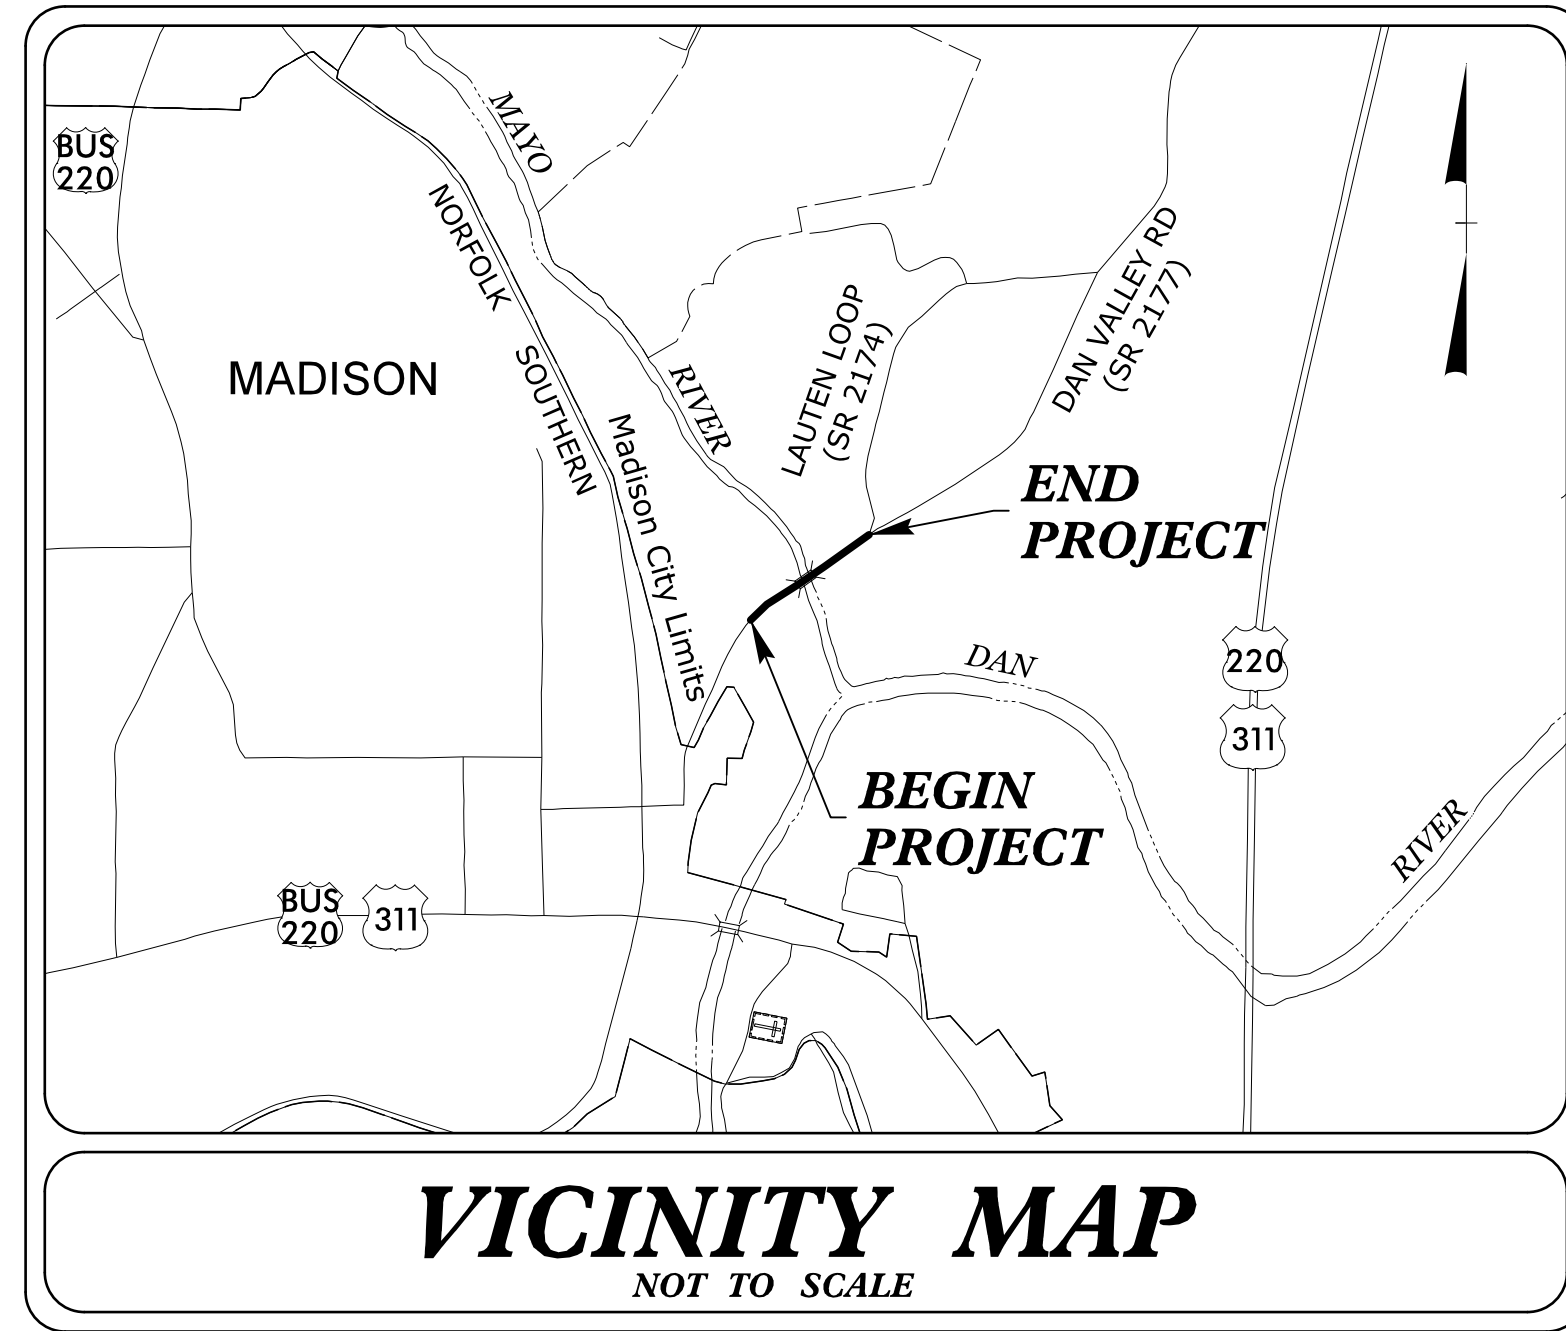 BUS
220
MAYO
NORFOLK
SOUTHERN
MADISON
RIVER
Madison City Limits
LAUTEN LOOP
(SR 2174)
DAN VALLEY RD
(SR 2177)
END
PROJECT
DAN
220
311
BEGIN
PROJECT
RIVER
BUS
220
311
VICINITY MAP
NOT TO SCALE